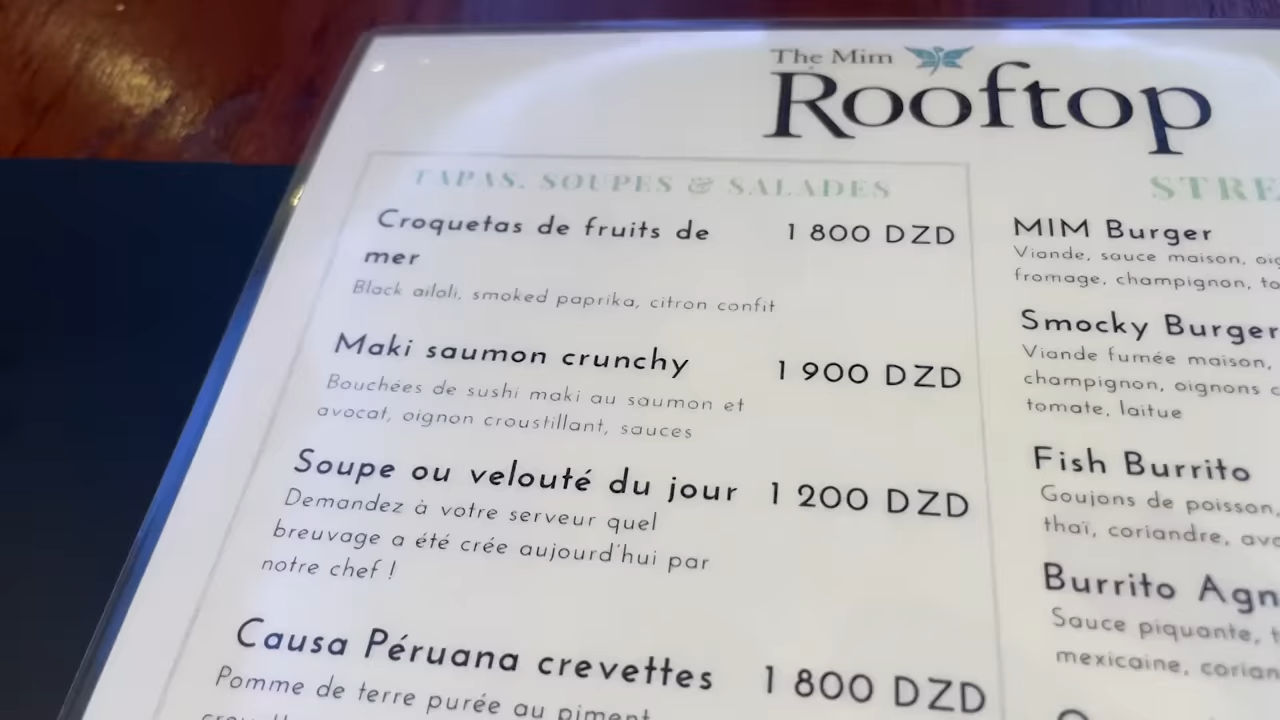 The Mim
Rooftop
TAPAS, SOUPES & SALADES
Croquetas de fruits de
mer
1 800 DZD
Black aïloli, smoked paprika, citron confit
Maki saumon crunchy
1 900 DZD
Bouchées de sushi maki au saumon et
avocat, oignon croustillant, sauces
Soupe ou velouté du jour
1 200 DZD
Demandez à votre serveur quel
breuvage a été crée aujourd'hui par
notre chef !
Causa Péruana crevettes
1 800 DZD
Pomme de terre purée au piment
MIM Burger
Viande, sauce maison,
fromage, champignon,
Smocky Burger
Viande fumée maison,
champignon, oignons
tomate, laitue
Fish Burrito
Goujons de poisson,
thaï, coriandre,
Burrito
Sauce piquante,
mexicaine,